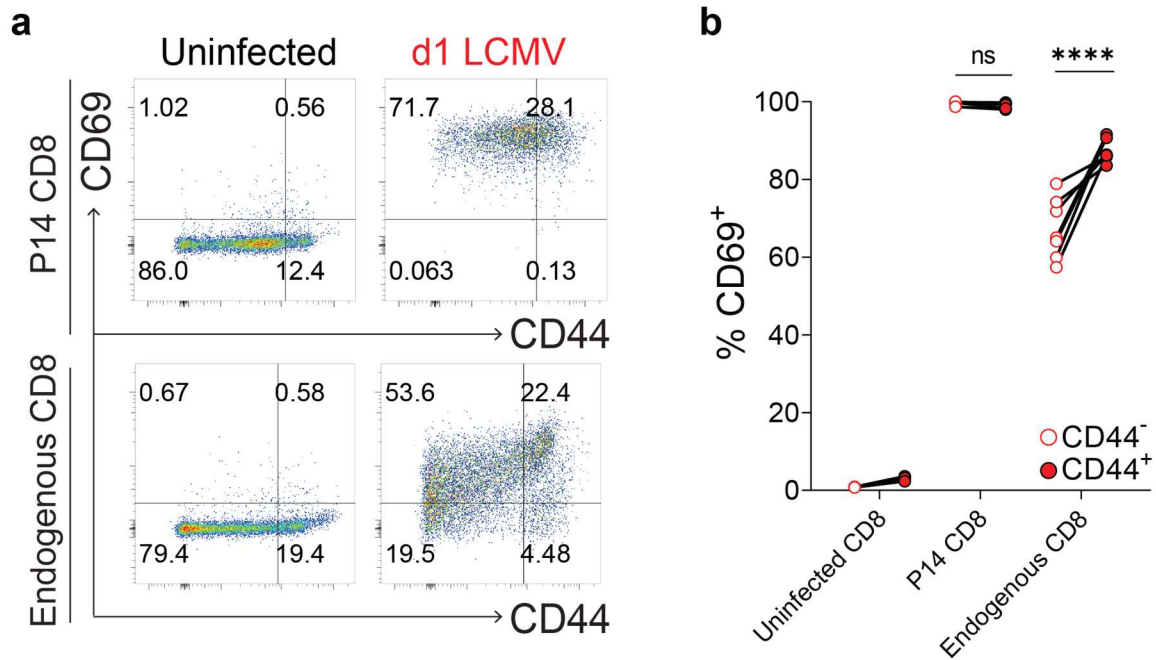 a
Uninfected
d1 LCMV
P14 CD8
CD69
1.02
0.56
86.0
12.4
71.7
28.1
0.063
0.13
CD44
Endogenous CD8
0.67
0.58
79.4
19.4
53.6
22.4
19.5
4.48
CD44
b
ns
****
% CD69+
100
80
60
40
20
0
CD44-
CD44+
Uninfected CD8
P14 CD8
Endogenous CD8